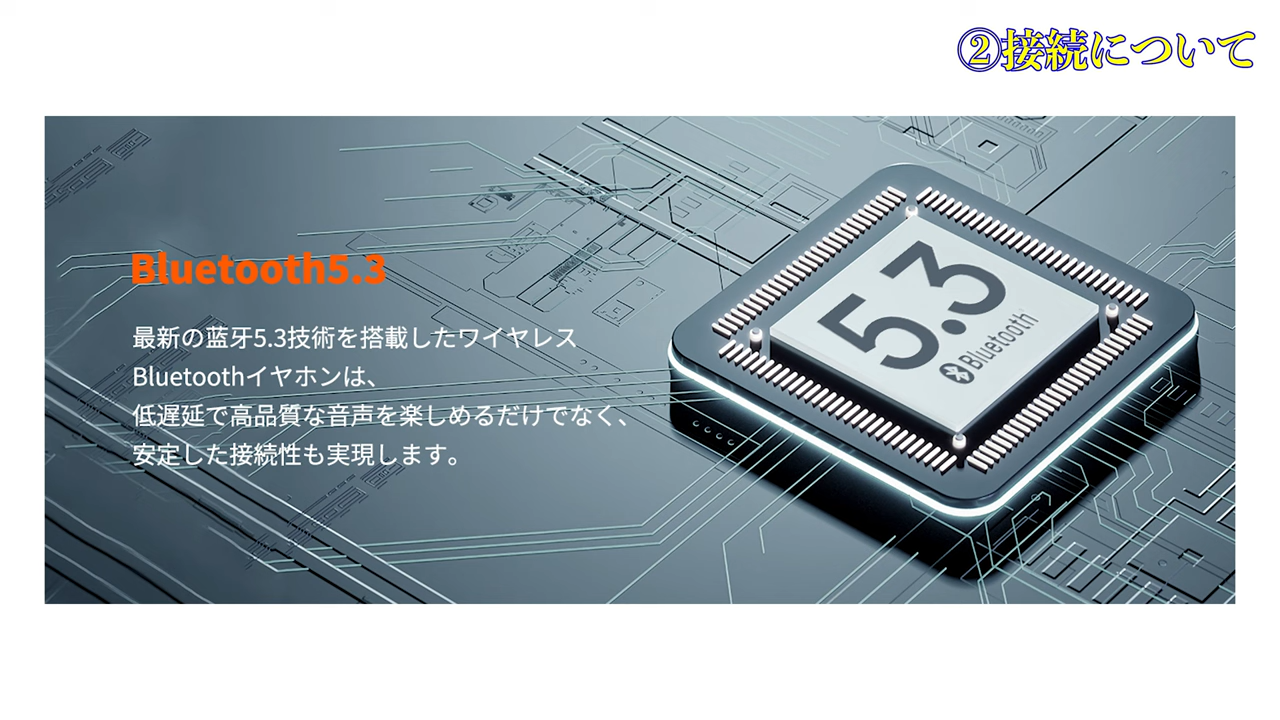 ②接続について
Bluetooth5.3
最新の蓝牙5.3技術を搭載したワイヤレス
Bluetoothイヤホンは、
低遅延で高品質な音声を楽しめるだけでなく、
安定した接続性も実現します。
5.3
Bluetooth